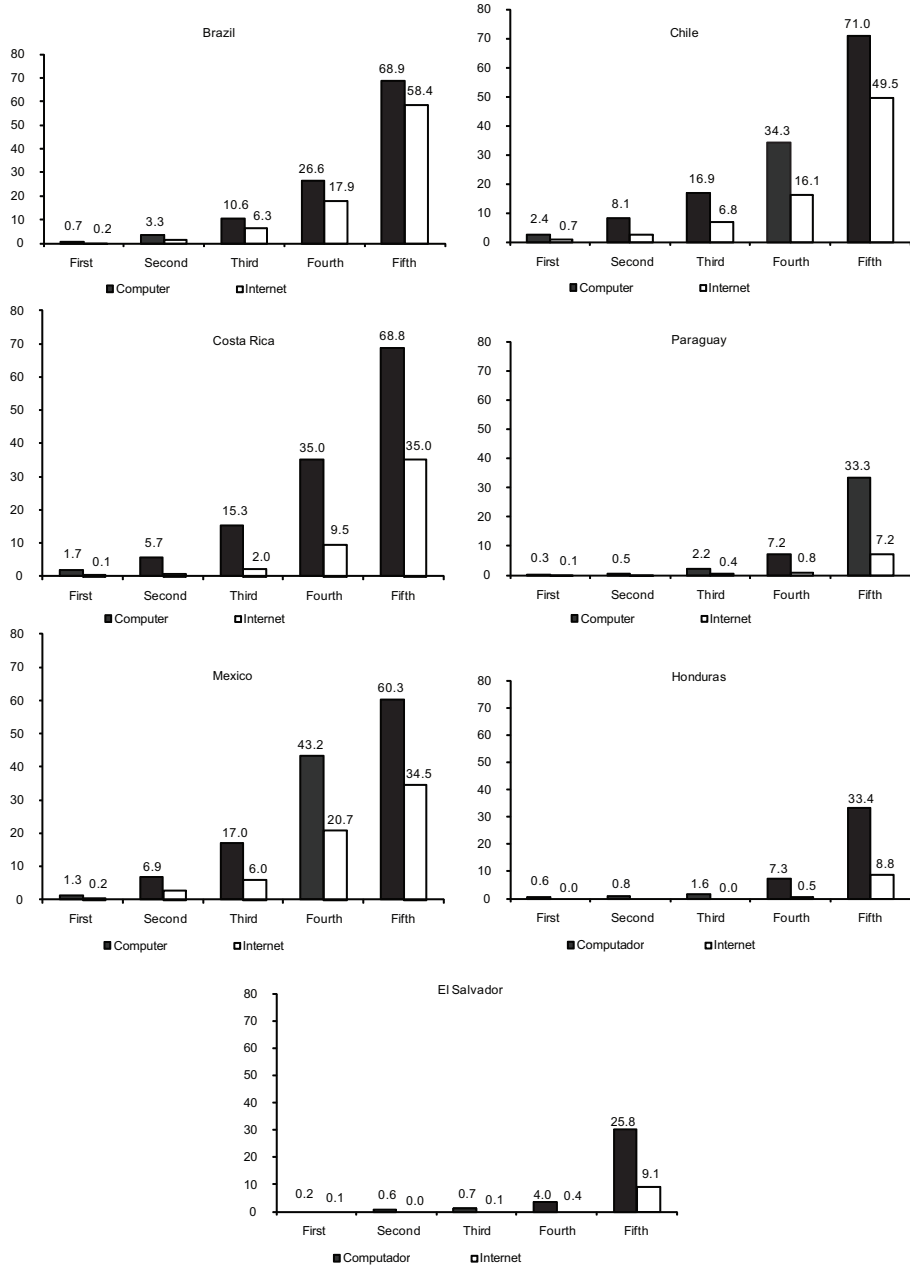 Brazil
80
70
60
50
40
30
20
10
0
0.7 0.2 3.3 10.6 6.3 26.6 17.9 68.9 58.4
First Second Third Fourth Fifth
Computer Internet
Chile
80
70
60
50
40
30
20
10
0
2.4 0.7 8.1 16.9 6.8 34.3 16.1 71.0 49.5
First Second Third Fourth Fifth
Computer Internet
Costa Rica
80
70
60
50
40
30
20
10
0
1.7 0.1 5.7 15.3 2.0 35.0 9.5 68.8 35.0
First Second Third Fourth Fifth
Computer Internet
Paraguay
80
70
60
50
40
30
20
10
0
0.3 0.1 0.5 2.2 0.4 7.2 0.8 33.3 7.2
First Second Third Fourth Fifth
Computer Internet
Mexico
80
70
60
50
40
30
20
10
0
1.3 0.2 6.9 17.0 6.0 43.2 20.7 60.3 34.5
First Second Third Fourth Fifth
Computer Internet
Honduras
80
70
60
50
40
30
20
10
0
0.6 0.0 0.8 1.6 0.0 7.3 0.5 33.4 8.8
First Second Third Fourth Fifth
Computador Internet
El Salvador
80
70
60
50
40
30
20
10
0
0.2 0.1 0.6 0.0 0.7 0.1 4.0 0.4 25.8 9.1
First Second Third Fourth Fifth
Computador Internet